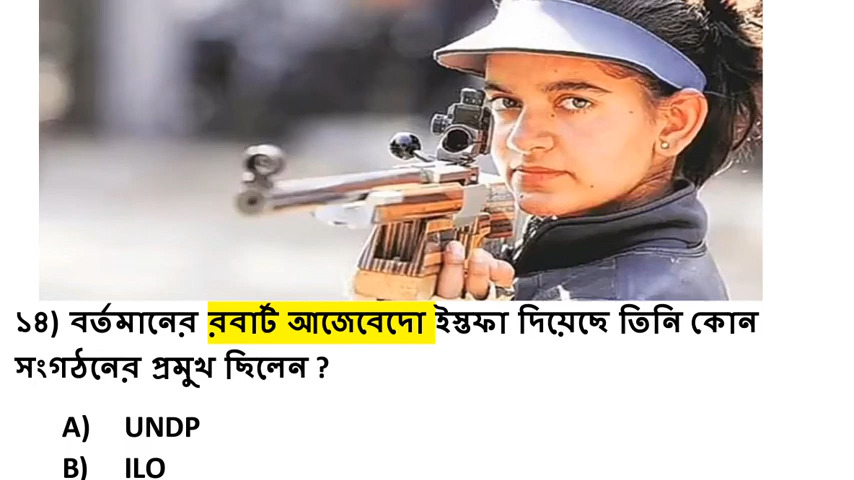 ১৪) বর্তমানের রবার্ট আজেবেদো ইস্তফা দিয়েছে তিনি কোন
সংগঠনের প্রমুখ ছিলেন ?
A) UNDP
B) ILO